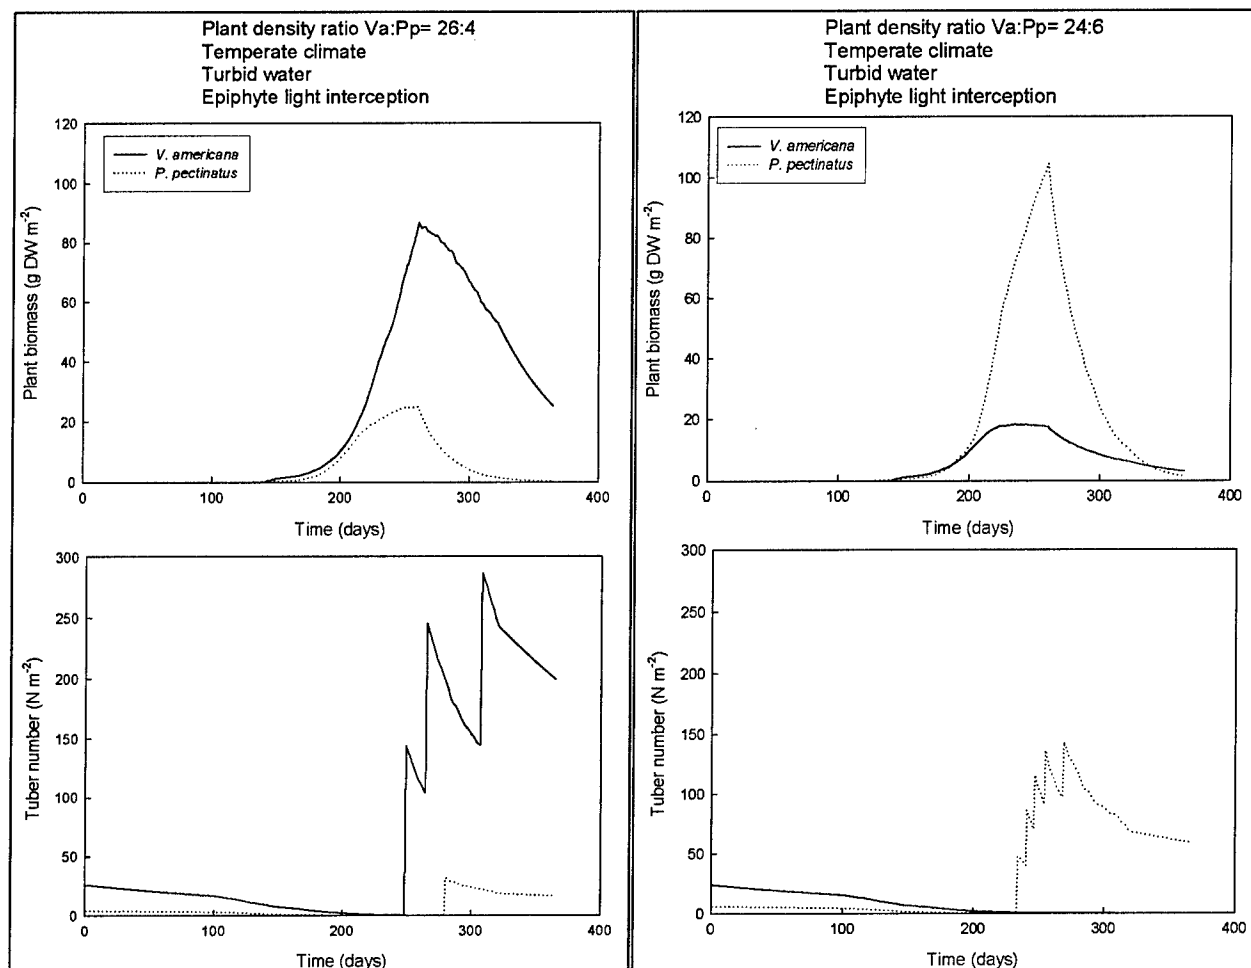 Plant density ratio Va:Pp= 26:4
Temperate climate
Turbid water
Epiphyte light interception
120
100
80
60
40
20
0
Plant biomass (g DW m-2)
V. americana
P. pectinatus
0 100 200 300 400
Time (days)
300
250
200
150
100
50
0
Tuber number (N m-2)
0 100 200 300 400
Time (days)
Plant density ratio Va:Pp= 24:6
Temperate climate
Turbid water
Epiphyte light interception
120
100
80
60
40
20
0
Plant biomass (g DW m-2)
V. americana
P. pectinatus
0 100 200 300 400
Time (days)
300
250
200
150
100
50
0
Tuber number (N m-2)
0 100 200 300 400
Time (days)